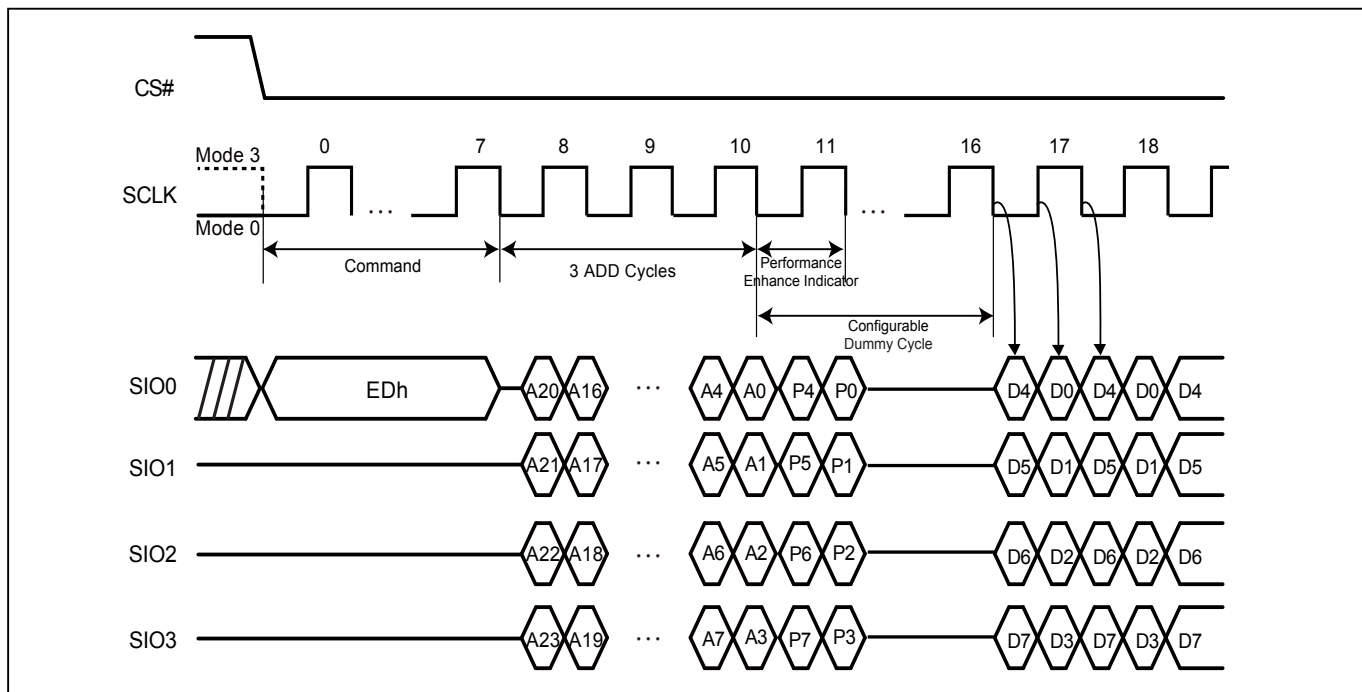 CS#
0 7 8 9 10 11 16 17 18
Mode 3
SCLK
... ...
Mode 0
Command
3 ADD Cycles
Performance
Enhance Indicator
Configurable
Dummy Cycle
SIO0 EDh A20 A16 ... A4 A0 P4 P0 D4 D0 D4 D0 D4
SIO1 A21 A17 ... A5 A1 P5 P1 D5 D1 D5 D1 D5
SIO2 A22 A18 ... A6 A2 P6 P2 D6 D2 D6 D2 D6
SIO3 A23 A19 ... A7 A3 P7 P3 D7 D3 D7 D3 D7